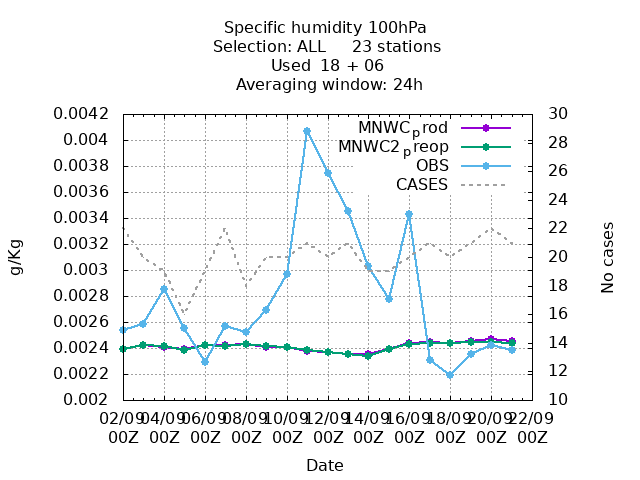 Specific humidity 100hPa
Selection: ALL 23 stations
Used 18 + 06
Averaging window: 24h
0.0042
0.004
0.0038
0.0036
0.0034
0.0032
0.003
0.0028
0.0026
0.0024
0.0022
0.002
g/Kg
MNWCprod
MNWC2preop
OBS
CASES
30
28
26
24
22
20
18
16
14
12
10
No cases
02/09 04/09 06/09 08/09 10/09 12/09 14/09 16/09 18/09 20/09 22/09
00Z 00Z 00Z 00Z 00Z 00Z 00Z 00Z 00Z 00Z 00Z
Date